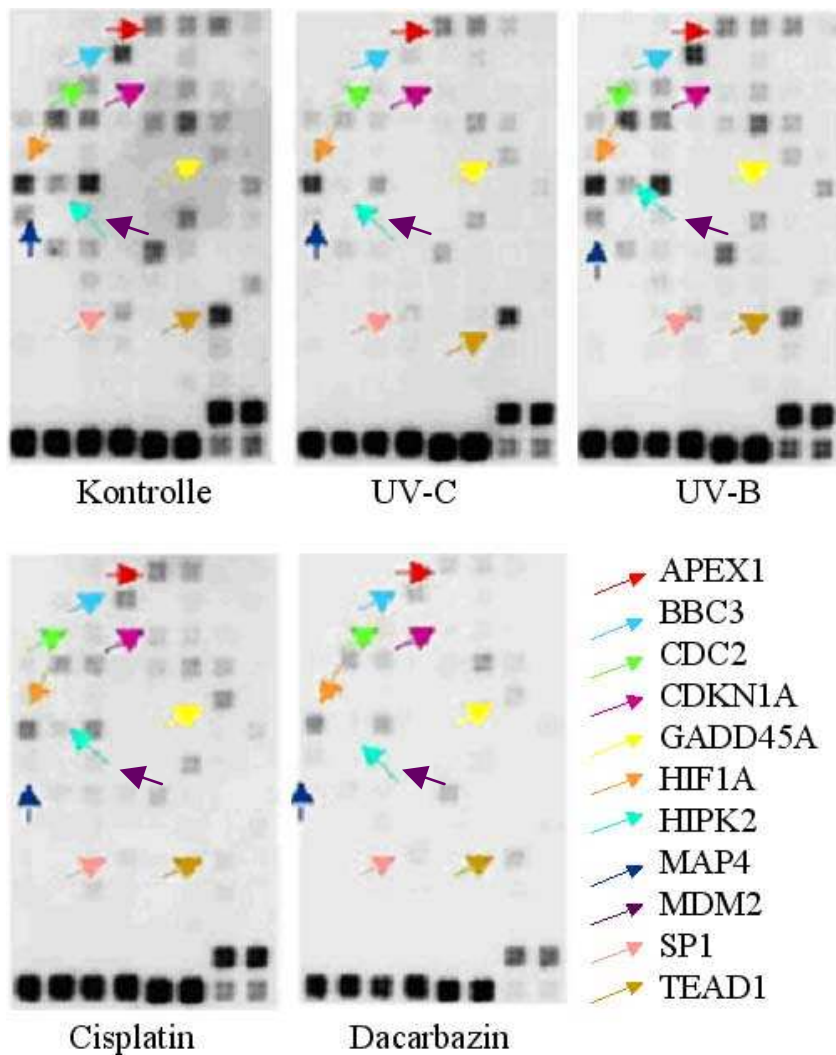 Kontrolle
UV-C
UV-B
APEX1
BBC3
CDC2
CDKN1A
GADD45A
HIF1A
HIPK2
MAP4
MDM2
SP1
TEAD1
Cisplatin
Dacarbazin